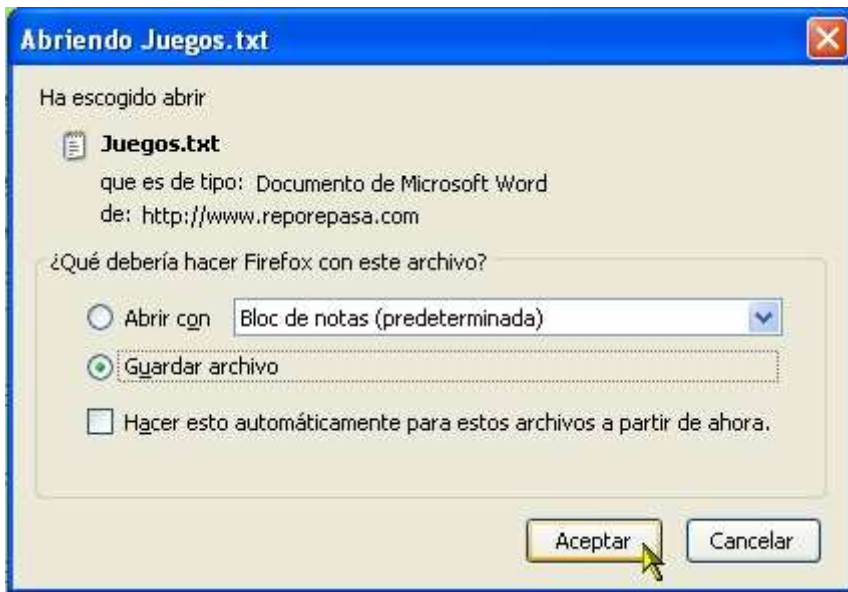 Abriendo Juegos.txt
Ha escogido abrir
Juegos.txt
que es de tipo: Documento de Microsoft Word
de: http://www.reporepasa.com
¿Qué debería hacer Firefox con este archivo?
Abrir con Bloc de notas (predeterminada)
Guardar archivo
Hacer esto automáticamente para estos archivos a partir de ahora.
Aceptar Cancelar